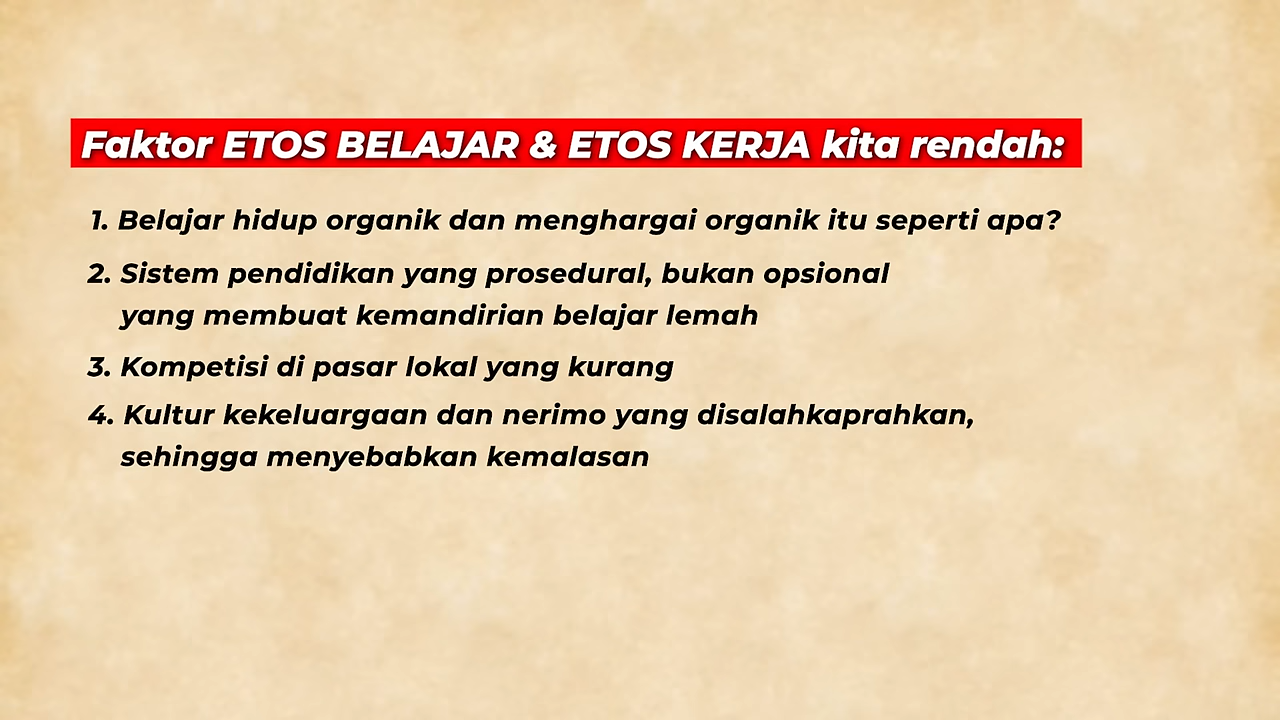 Faktor ETOS BELAJAR & ETOS KERJA kita rendah:
1. Belajar hidup organik dan menghargai organik itu seperti apa?
2. Sistem pendidikan yang prosedural, bukan opsional
yang membuat kemandirian belajar lemah
3. Kompetisi di pasar lokal yang kurang
4. Kultur kekeluargaan dan nerimo yang disalahkaprahkan,
sehingga menyebabkan kemalasan